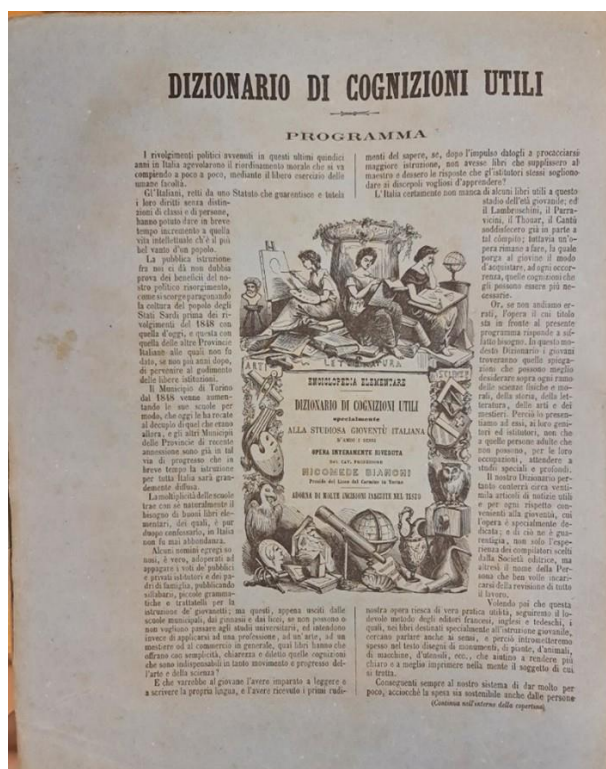 DIZIONARIO DI COGNIZIONI UTILI
PROGRAMMA
I rivolgimenti politici avvenuti in questi ultimi quindici
anni in Italia agevolarono il riordinamento morale che si va
compiendo a poco a poco, mediante il libero esercizio delle
umane facoltà.
Gl'Italiani, retti da uno Statuto che guarentisce e tutela
i loro diritti senza distin-
zioni di classi e di persone,
hanno potuto dare in breve
tempo incremento a quella
vita intellettuale ch'è il più
bel vanto d'un popolo.
La pubblica istruzione
fra noi ci dà non dubbia
prova dei beneficii del no-
stro politico risorgimento,
come si scorge paragonando
la coltura del popolo degli
Stati Sardi prima dei ri-
volgimenti del 1848 con
quella d'oggi, e questa con
quella delle altre Provincie
Italiane alle quali non fu
dato, se non più anni dopo,
di pervenire al godimento
delle libere istituzioni.
Il Municipio di Torino
dal 1848 venne aumen-
tando le sue scuole per
modo, che oggi le ha recate
al decuplo di quel che erano
allora, e gli altri Municipii
delle Provincie di recente
annessione sono già in tal
via di progresso che in
breve tempo la istruzione
per tutta Italia sarà gran-
demente diffusa.
La moltiplicità delle scuole
trae con sè naturalmente il
bisogno di buoni libri ele-
mentari, dei quali, è pur
duopo confessarlo, in Italia
non fu mai abbondanza.
Alcuni uomini egregi so-
nosi, è vero, adoperati ad
appagare i voti de' pubblici
e privati istitutori e dei pa-
dri di famiglia, pubblicando
sillabari, piccole gramma-
tiche e trattatelli per la
istruzione de' giovanetti; ma questi, appena usciti dalle
scuole municipali, dai ginnasii e dai licei, se non possono o
non vogliono passare agli studi universitarii, ed intendono
invece di applicarsi ad una professione, ad un'arte, ad un
mestiere od al commercio in generale, quai libri hanno che
offrano con semplicità, chiarezza e diletto quelle cognizioni
che sono indispensabili in tanto movimento e progresso del-
l'arte e della scienza?
E che varrebbe al giovane l'avere imparato a leggere o
a scrivere la propria lingua, e l'avere ricevuto i primi rudi-
menti del sapere, se, dopo l'impulso datogli a procacciarsi
maggiore istruzione, non avesse libri che supplissero al
maestro e dessero le risposte che gl'istitutori stessi sogliono
dare ai discepoli vogliosi d'apprendere?
L'Italia certamente non manca di alcuni libri utili a questo
stadio dell'età giovane; ed
il Lambruschini, il Parra-
vicini, il Thouar, il Cantù
soddisfecero già in parte a
tal còmpito; tuttavia un'o-
pera rimane a fare, la quale
porga al giovine il modo
d'acquistare, ad ogni occor-
renza, quelle cognizioni che
gli possono essere più ne-
cessarie.
Or, se non andiamo er-
rati, l'opera il cui titolo
sta in fronte al presente
programma risponde a sif-
fatto bisogno. In questo mo-
desto Dizionario i giovani
troveranno quelle spiega-
zioni che possono meglio
desiderare sopra ogni ramo
delle scienze fisiche e mo-
rali, della storia, della let-
teratura, delle arti e dei
mestieri. Perciò lo presen-
tiamo ad essi, ai loro geni-
tori ed istitutori, non che
a quelle persone adulte che
non possono, per le loro
occupazioni, attendere a
studii speciali e profondi.
Il nostro Dizionario per-
tanto conterrà circa venti-
mila articoli di notizie utili
e per ogni rispetto con-
venienti alla gioventù, cui
l'opera è specialmente de-
dicata; e di ciò ne è gua-
rentigia, non solo l'espe-
rienza dei compilatori scelti
dalla Società editrice, ma
altresì il nome della Per-
sona che ben volle incari-
carsi della revisione di tutto
il lavoro.
Volendo poi che questa
nostra opera riesca di vera pratica utilità, seguiremo il lo-
devole metodo degli editori francesi, inglesi e tedeschi, i
quali, nei libri destinati specialmente all'istruzione giovanile,
cercano parlare anche ai sensi, e perciò intrometteremo
spesso nel testo disegni di monumenti, di piante, d'animali,
di macchine, d'utensili, ecc., che aiutino a rendere più
chiaro e a meglio imprimere nella mente il soggetto di cui
si tratta.
Conseguenti sempre al nostro sistema di dar molto per
poco, acciocchè la spesa sia sostenibile anche dalle persone
(Continua nell'interno della copertina)
ARTI
LETTERATURA
SCIENZE
ENCICLOPEDIA ELEMENTARE
DIZIONARIO DI COGNIZIONI UTILI
specialmente
ALLA STUDIOSA GIOVENTÙ ITALIANA
D'AMBI I SESSI
OPERA INTERAMENTE RIVEDUTA
DAL CAV. PROFESSORE
NICOMEDE BIANCHI
Preside del Liceo del Carmine in Torino
ADORNA DI MOLTE INCISIONI INSERITE NEL TESTO